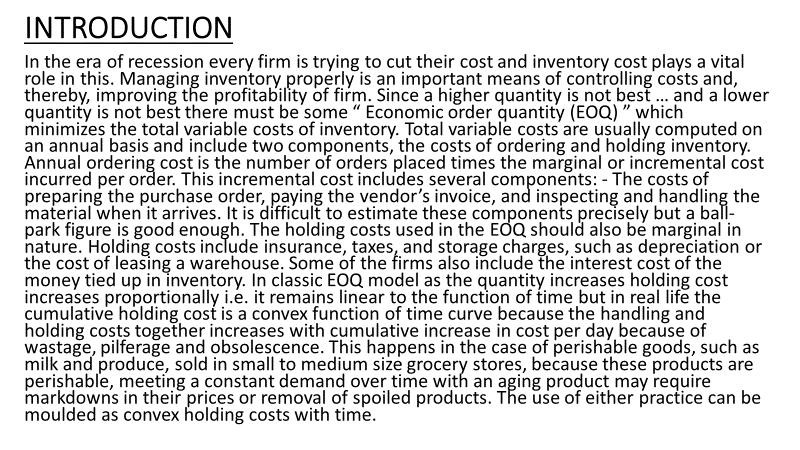 INTRODUCTION
In the era of recession every firm is trying to cut their cost and inventory cost plays a vital
role in this. Managing inventory properly is an important means of controlling costs and,
thereby, improving the profitability of firm. Since a higher quantity is not best … and a lower
quantity is not best there must be some “ Economic order quantity (EOQ) ” which
minimizes the total variable costs of inventory. Total variable costs are usually computed on
an annual basis and include two components, the costs of ordering and holding inventory.
Annual ordering cost is the number of orders placed times the marginal or incremental cost
incurred per order. This incremental cost includes several components: - The costs of
preparing the purchase order, paying the vendor’s invoice, and inspecting and handling the
material when it arrives. It is difficult to estimate these components precisely but a ball-
park figure is good enough. The holding costs used in the EOQ should also be marginal in
nature. Holding costs include insurance, taxes, and storage charges, such as depreciation or
the cost of leasing a warehouse. Some of the firms also include the interest cost of the
money tied up in inventory. In classic EOQ model as the quantity increases holding cost
increases proportionally i.e. it remains linear to the function of time but in real life the
cumulative holding cost is a convex function of time curve because the handling and
holding costs together increases with cumulative increase in cost per day because of
wastage, pilferage and obsolescence. This happens in the case of perishable goods, such as
milk and produce, sold in small to medium size grocery stores, because these products are
perishable, meeting a constant demand over time with an aging product may require
markdowns in their prices or removal of spoiled products. The use of either practice can be
moulded as convex holding costs with time.